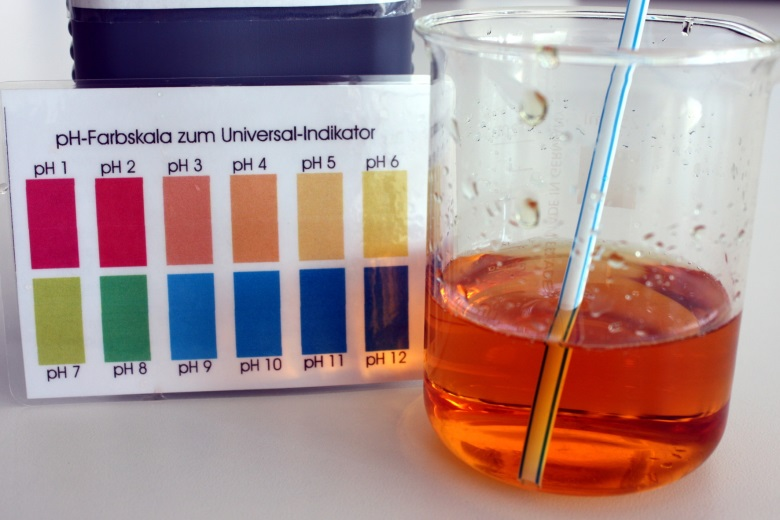 pH-Farbskala zum Universal-Indikator
pH 1 pH 2 pH 3 pH 4 pH 5 pH 6
pH 7 pH 8 pH 9 pH 10 pH 11 pH 12